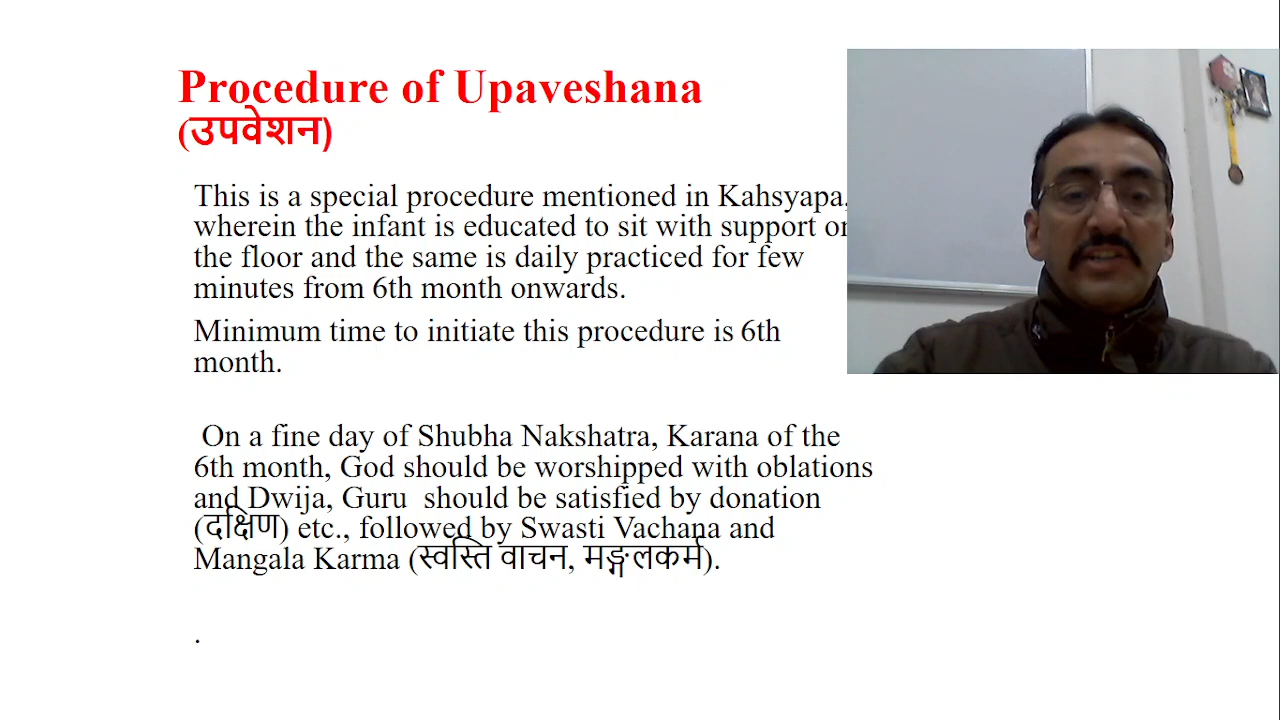 Procedure of Upaveshana
(उपवेशन)
This is a special procedure mentioned in Kahsyapa,
wherein the infant is educated to sit with support on
the floor and the same is daily practiced for few
minutes from 6th month onwards.
Minimum time to initiate this procedure is 6th
month.
On a fine day of Shubha Nakshatra, Karana of the
6th month, God should be worshipped with oblations
and Dwija, Guru should be satisfied by donation
(दक्षिण) etc., followed by Swasti Vachana and
Mangala Karma (स्वस्ति वाचन, मङ्गलकर्म).
.